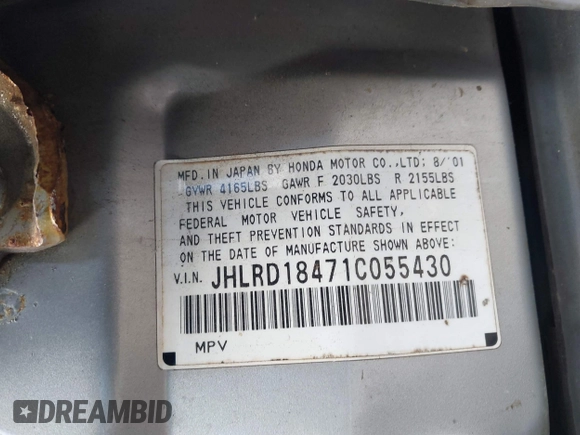 MFD. IN JAPAN BY HONDA MOTOR CO.,LTD: 8/'01
GVWR 4165LBS GAWR F 2030LBS R 2155LBS
THIS VEHICLE CONFORMS TO ALL APPLICABLE
FEDERAL MOTOR VEHICLE SAFETY,
AND THEFT PREVENTION STANDARDS IN EFFECT
ON THE DATE OF MANUFACTURE SHOWN ABOVE:
V.I.N. JHLRD18471C055430
MPV
DREAMBID